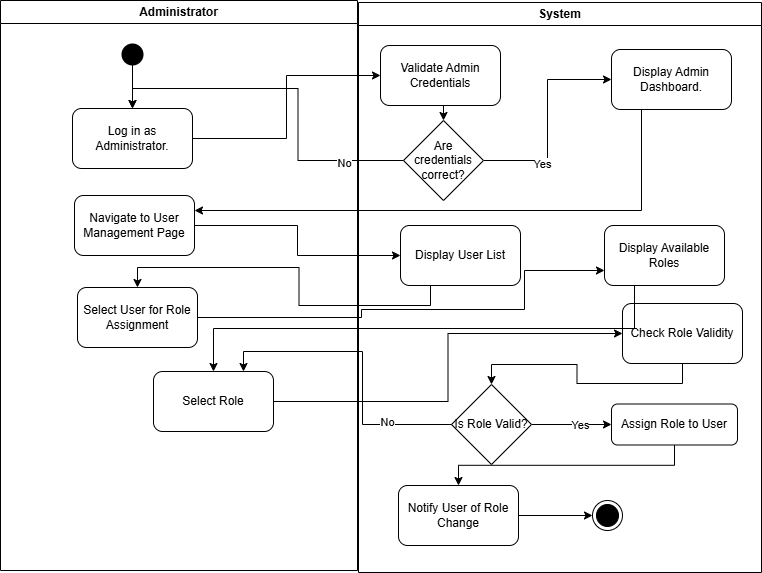 Administrator
System
Validate Admin
Credentials
Display Admin
Dashboard.
Log in as
Administrator.
Are
credentials
correct?
No
Yes
Navigate to User
Management Page
Display User List
Display Available
Roles
Select User for Role
Assignment
Check Role Validity
Select Role
No
Is Role Valid?
Yes
Assign Role to User
Notify User of Role
Change